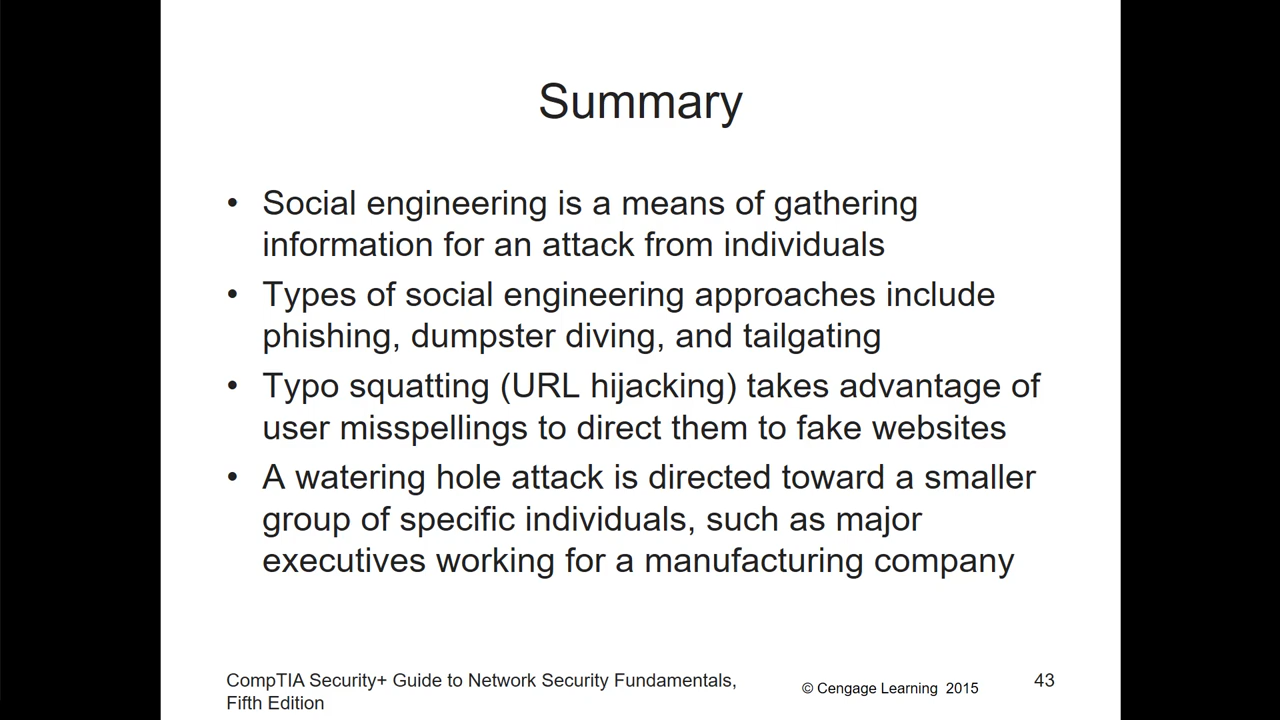 Summary
• Social engineering is a means of gathering
information for an attack from individuals
• Types of social engineering approaches include
phishing, dumpster diving, and tailgating
• Typo squatting (URL hijacking) takes advantage of
user misspellings to direct them to fake websites
• A watering hole attack is directed toward a smaller
group of specific individuals, such as major
executives working for a manufacturing company
CompTIA Security+ Guide to Network Security Fundamentals,
Fifth Edition
© Cengage Learning 2015
43